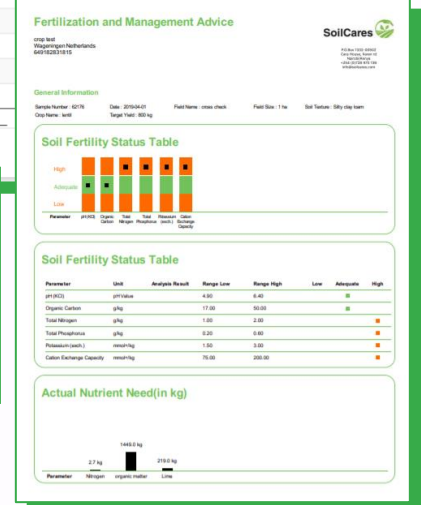 Fertilization and Management Advice
SoilCares
crop test
Wageningen Netherlands
649182831815
General Information
Sample Number : 62176 Date : 2019-04-01 Field Name : cross check Field Size : 1 ha Soil Texture : Silty clay loam
Crop Name : lentil Target Yield : 800 kg
Soil Fertility Status Table
High
Adequate
Low
Parameter pH (KCl) Organic Carbon Total Nitrogen Total Phosphorus Potassium (exch.) Cation Exchange Capacity
Soil Fertility Status Table
Parameter Unit Analysis Result Range Low Range High Low Adequate High
pH (KCl) pH Value 4.90 6.40
Organic Carbon g/kg 17.00 50.00
Total Nitrogen g/kg 1.00 2.00
Total Phosphorus g/kg 0.20 0.60
Potassium (exch.) mmol+/kg 1.50 3.00
Cation Exchange Capacity mmol+/kg 75.00 200.00
Actual Nutrient Need(in kg)
2.7 kg 1449.0 kg 219.0 kg
Parameter Nitrogen organic matter Lime